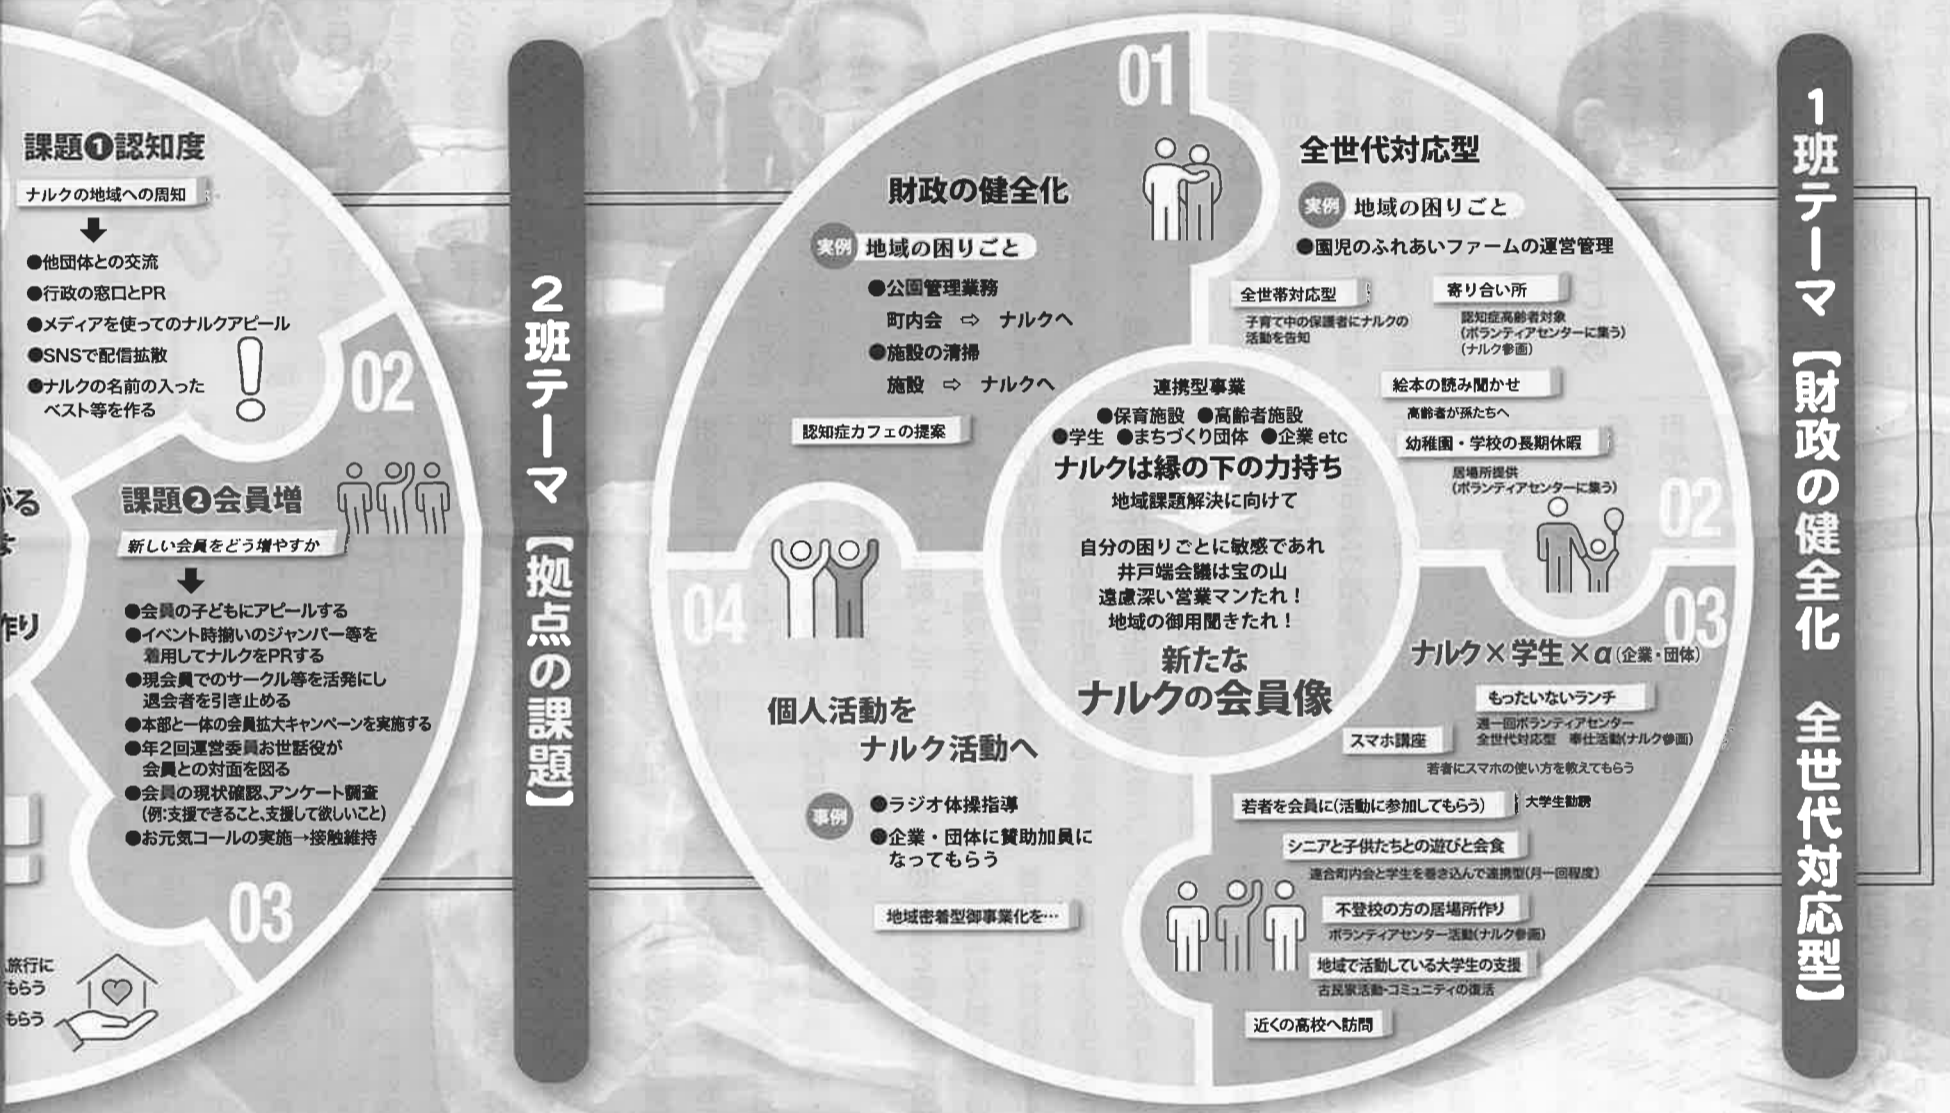 1班テーマ【財政の健全化　全世代対応型】
01
財政の健全化
実例 地域の困りごと
●公園管理業務
町内会 ⇨ ナルクへ
●施設の清掃
施設 ⇨ ナルクへ
認知症カフェの提案
全世代対応型
実例 地域の困りごと
●園児のふれあいファームの運営管理
全世帯対応型
子育て中の保護者にナルクの
活動を告知
寄り合い所
認知症高齢者対象
(ボランティアセンターに集う)
(ナルク参画)
絵本の読み聞かせ
高齢者が孫たちへ
幼稚園・学校の長期休暇
居場所提供
(ボランティアセンターに集う)
02
連携型事業
●保育施設 ●高齢者施設
●学生 ●まちづくり団体 ●企業 etc
ナルクは縁の下の力持ち
地域課題解決に向けて
自分の困りごとに敏感であれ
井戸端会議は宝の山
遠慮深い営業マンたれ！
地域の御用聞きたれ！
新たな
ナルクの会員像
03
ナルク×学生×α(企業・団体)
もったいないランチ
週一回ボランティアセンター
全世代対応型　奉仕活動(ナルク参画)
スマホ講座
若者にスマホの使い方を教えてもらう
若者を会員に(活動に参加してもらう)
大学生勧誘
シニアと子供たちとの遊びと会食
連合町内会と学生を巻き込んで連携型(月一回程度)
不登校の方の居場所作り
ボランティアセンター活動(ナルク参画)
地域で活動している大学生の支援
古民家活動・コミュニティの復活
近くの高校へ訪問
04
個人活動を
ナルク活動へ
事例
●ラジオ体操指導
●企業・団体に賛助加員に
なってもらう
地域密着型御事業化を…
2班テーマ【拠点の課題】
課題❶認知度
ナルクの地域への周知
●他団体との交流
●行政の窓口とPR
●メディアを使ってのナルクアピール
●SNSで配信拡散
●ナルクの名前の入った
ベスト等を作る
02
課題❷会員増
新しい会員をどう増やすか
●会員の子どもにアピールする
●イベント時揃いのジャンパー等を
着用してナルクをPRする
●現会員でのサークル等を活発にし
退会者を引き止める
●本部と一体の会員拡大キャンペーンを実施する
●年2回運営委員お世話役が
会員との対面を図る
●会員の現状確認、アンケート調査
(例:支援できること、支援して欲しいこと)
●お元気コールの実施→接触維持
03
がる
作り
旅行に
もらう
もらう